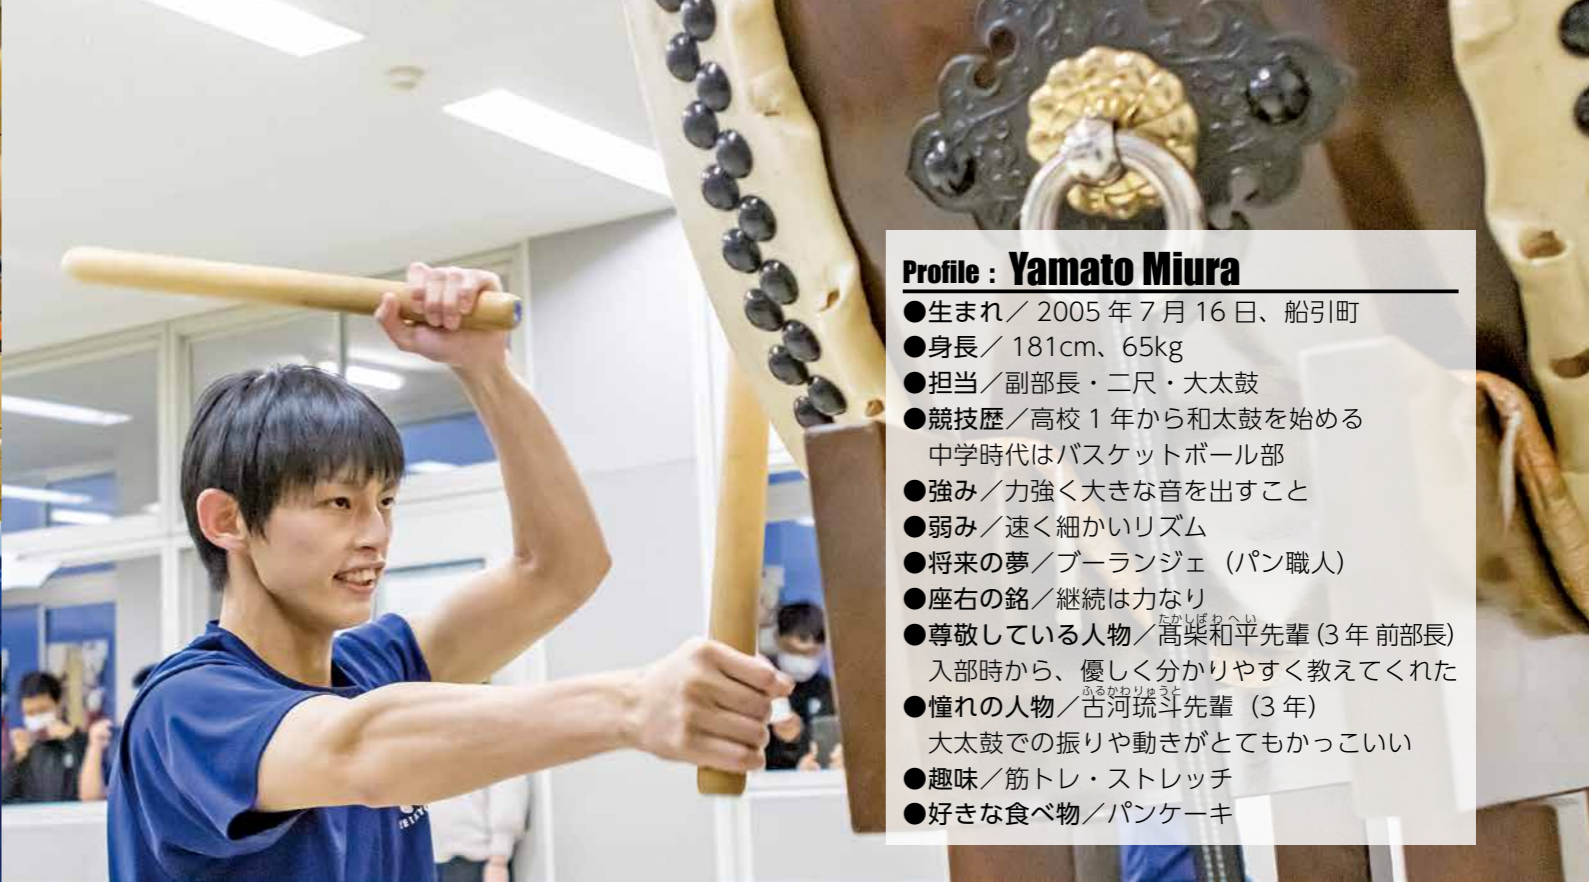 Profile : Yamato Miura
●生まれ／ 2005 年 7 月 16 日、船引町
●身長／ 181cm、65kg
●担当／副部長・二尺・大太鼓
●競技歴／高校 1 年から和太鼓を始める
中学時代はバスケットボール部
●強み／力強く大きな音を出すこと
●弱み／速く細かいリズム
●将来の夢／ブーランジェ（パン職人）
●座右の銘／継続は力なり
たかしばわへい
●尊敬している人物／髙柴和平先輩 (3 年 前部長)
入部時から、優しく分かりやすく教えてくれた
ふるかわりゅうと
●憧れの人物／古河琉斗先輩（3 年）
大太鼓での振りや動きがとてもかっこいい
●趣味／筋トレ・ストレッチ
●好きな食べ物／パンケーキ